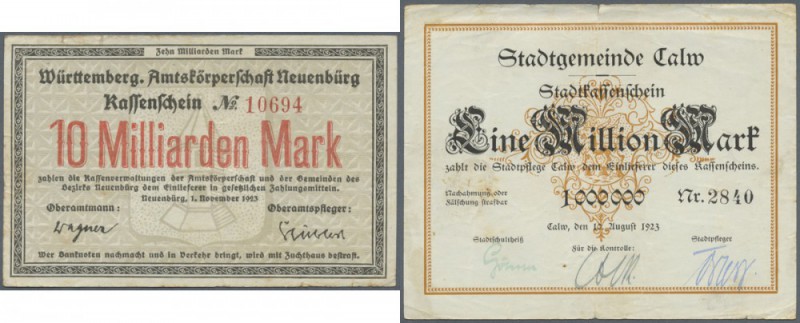 Zehn Milliarden Mark
Württemberg. Amtskörperschaft Neuenbürg
Kassenschein № 10694
10 Milliarden Mark
zahlen die Kassenverwaltungen der Amtskörperschaft und der Gemeinden des
Bezirks Neuenbürg dem Einlieferer in gesetzlichen Zahlungsmitteln.
Neuenbürg, 1. November 1923
Oberamtmann: Oberamtspfleger:
Wagner
Wer Banknoten nachmacht und in Verkehr bringt, wird mit Zuchthaus bestraft.
Stadtgemeinde Calw
Stadtkassenschein
Eine Million Mark
zahlt die Stadtpflege Calw dem Einlieferer dieses Kassenscheins.
Nachahmung oder
Fälschung strafbar
1,000000 Nr. 2840
Calw, den August 1923
Stadtschultheiß Für die Kontrolle: Stadtpfleger